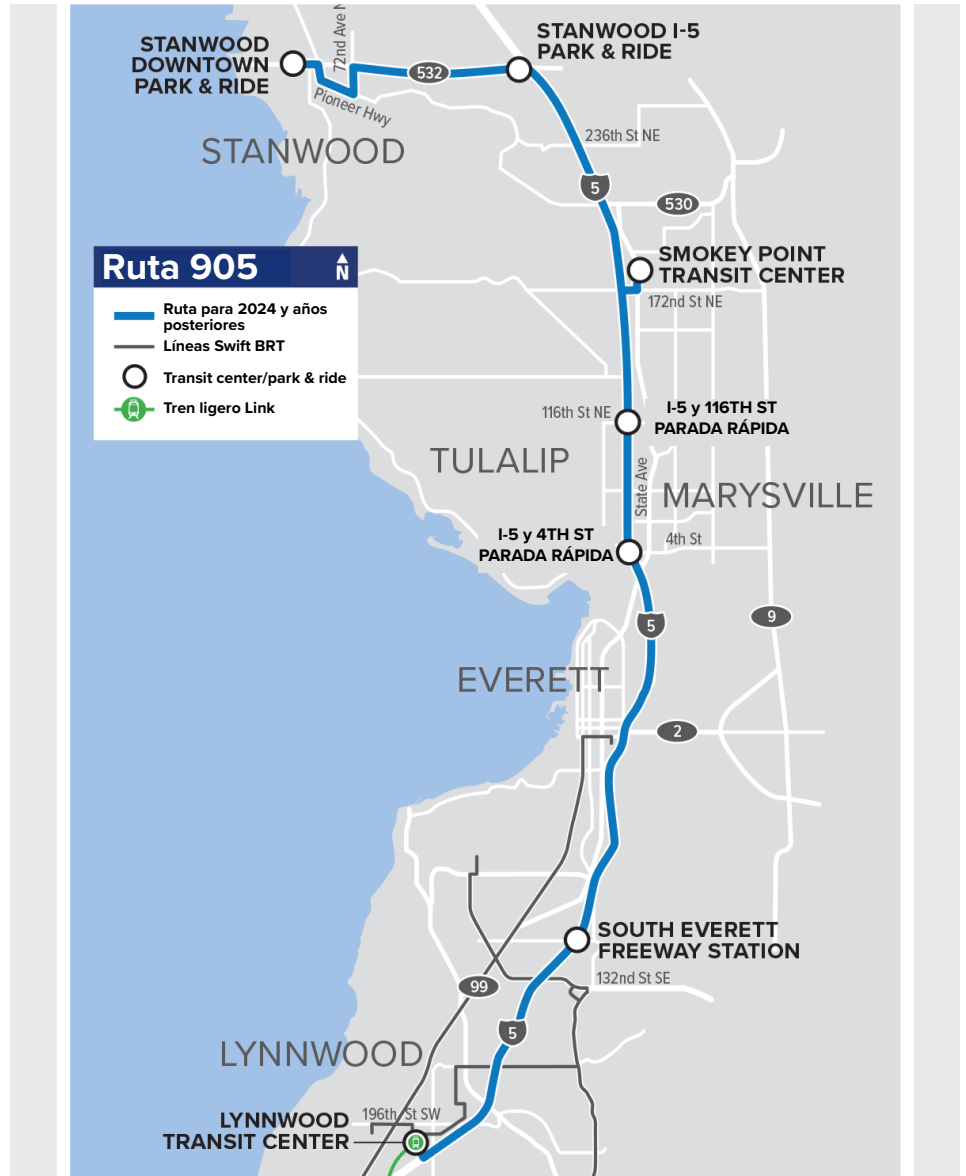 STANWOOD
DOWNTOWN
PARK & RIDE
72nd Ave N
532
STANWOOD I-5
PARK & RIDE
Pioneer Hwy
236th St NE
STANWOOD
5
530
Ruta 905
N
Ruta para 2024 y años
posteriores
Líneas Swift BRT
Transit center/park & ride
Tren ligero Link
SMOKEY POINT
TRANSIT CENTER
172nd St NE
116th St NE
I-5 y 116TH ST
PARADA RÁPIDA
TULALIP
State Ave
MARYSVILLE
I-5 y 4TH ST
PARADA RÁPIDA
4th St
5
9
EVERETT
2
SOUTH EVERETT
FREEWAY STATION
132nd St SE
99
5
LYNNWOOD
196th St SW
LYNNWOOD
TRANSIT CENTER